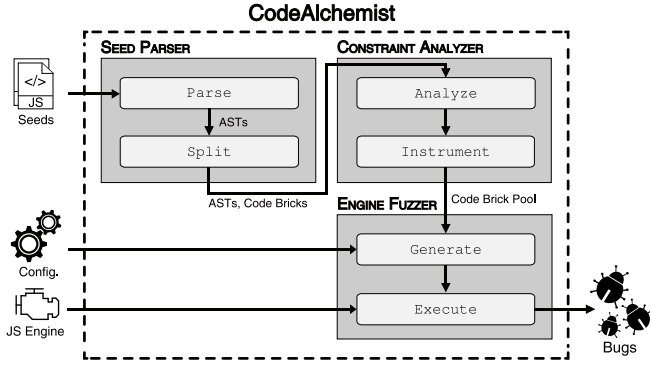 CodeAlchemist
SEED PARSER
CONSTRAINT ANALYZER
</>
JS
Seeds
Parse
ASTs
Split
Analyze
Instrument
ASTs, Code Bricks
Code Brick Pool
ENGINE FUZZER
Config.
Generate
JS Engine
Execute
Bugs